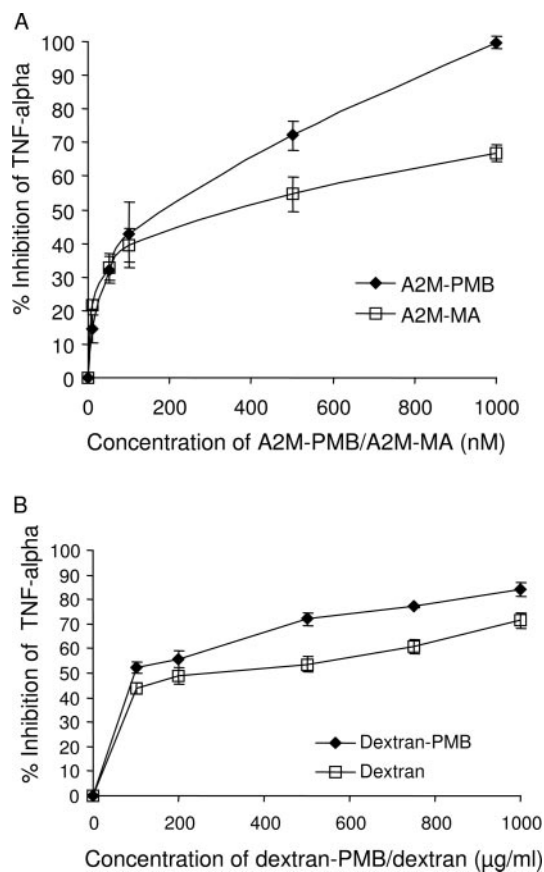 A
% Inhibition of TNF-alpha
100
90
80
70
60
50
40
30
20
10
0
A2M-PMB
A2M-MA
0 200 400 600 800 1000
Concentration of A2M-PMB/A2M-MA (nM)
B
% Inhibition of TNF-alpha
100
90
80
70
60
50
40
30
20
10
0
Dextran-PMB
Dextran
0 200 400 600 800 1000
Concentration of dextran-PMB/dextran (µg/ml)